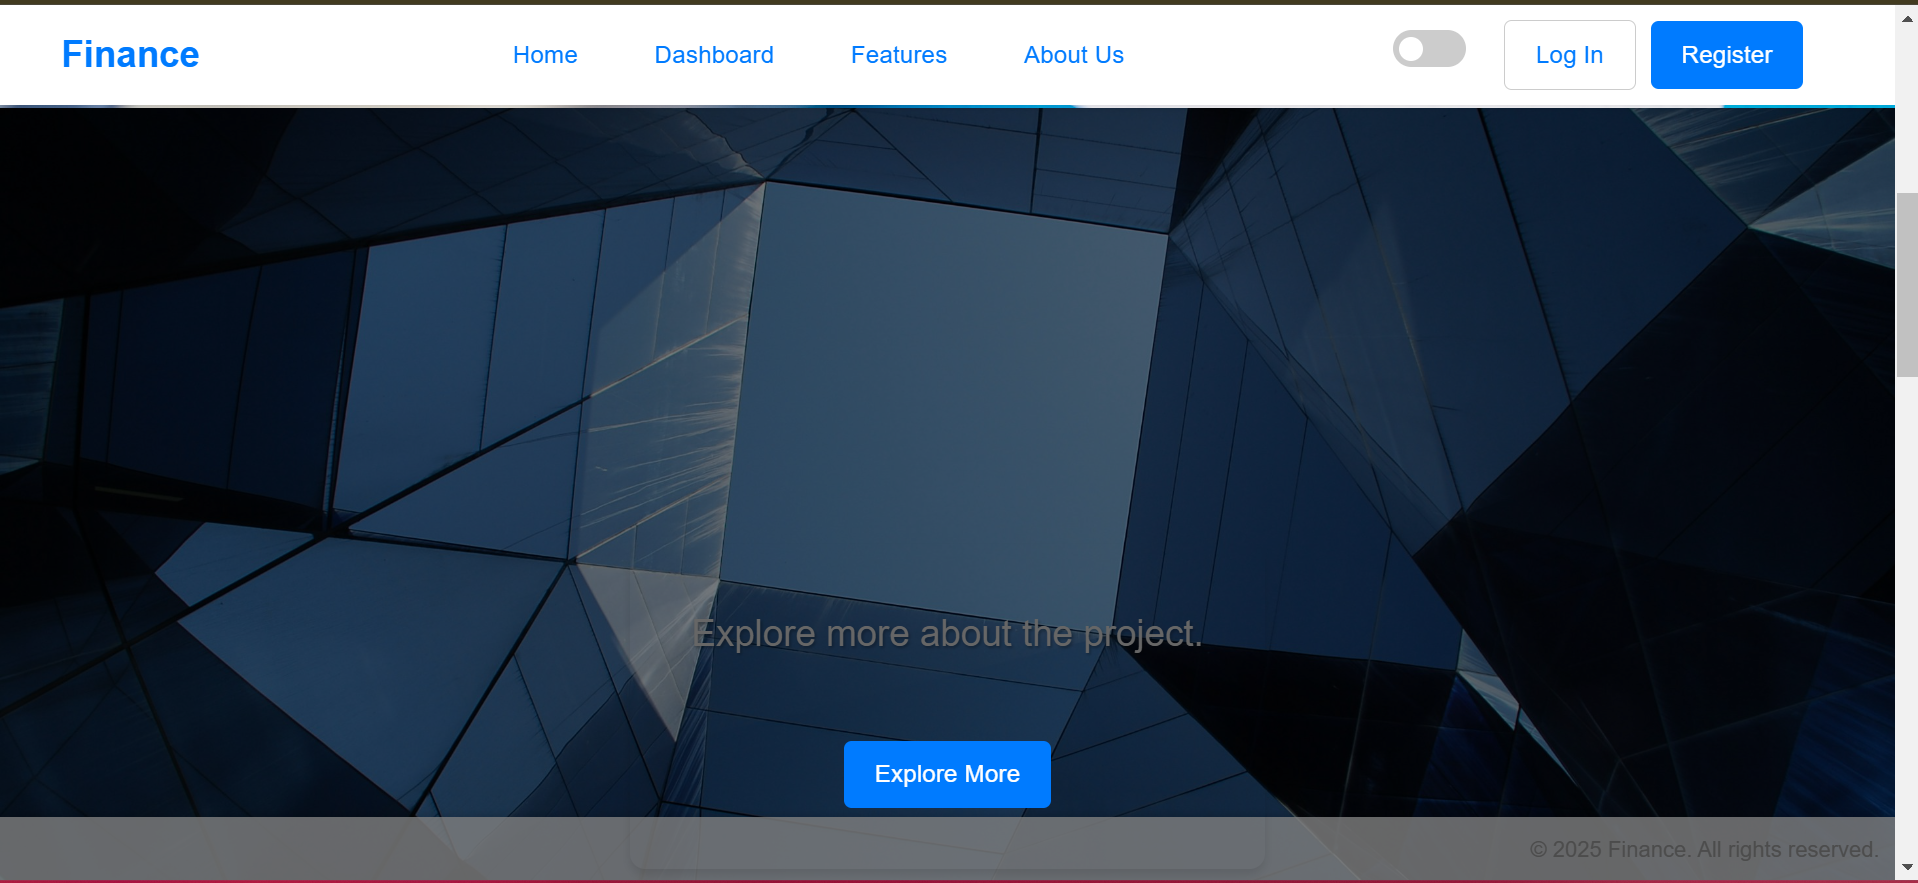 Finance
Home
Dashboard
Features
About Us
Log In
Register
Explore more about the project.
Explore More
© 2025 Finance. All rights reserved.